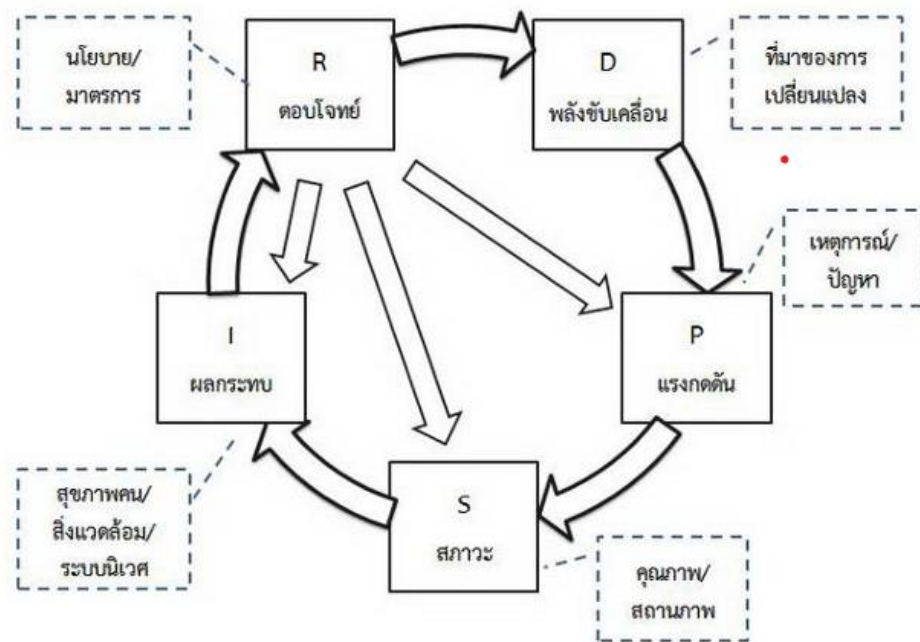 นโยบาย/
มาตรการ
R
ตอบโจทย์
D
พลังขับเคลื่อน
ที่มาของการ
เปลี่ยนแปลง
เหตุการณ์/
ปัญหา
I
ผลกระทบ
P
แรงกดดัน
สุขภาพคน/
สิ่งแวดล้อม/
ระบบนิเวศ
S
สภาวะ
คุณภาพ/
สถานภาพ